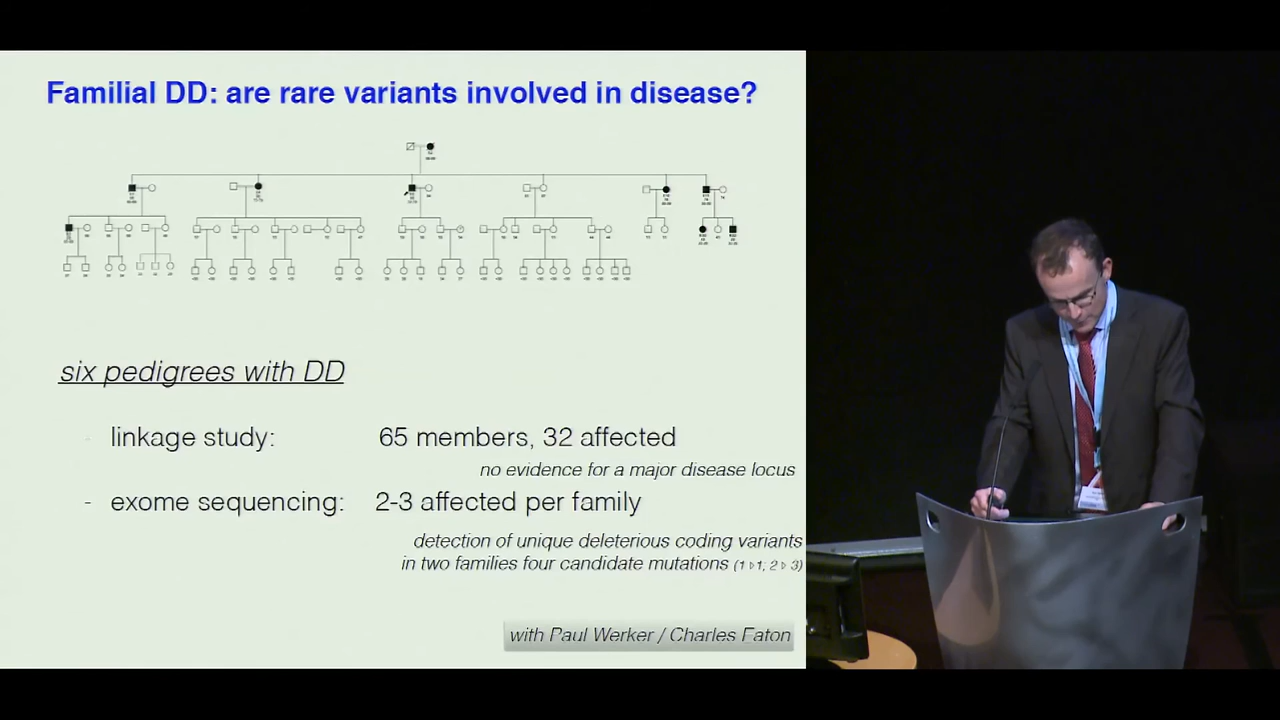 Familial DD: are rare variants involved in disease?
six pedigrees with DD
- linkage study: 65 members, 32 affected
no evidence for a major disease locus
- exome sequencing: 2-3 affected per family
detection of unique deleterious coding variants
in two families four candidate mutations (1 ▹ 1; 2 ▹ 3)
with Paul Werker / Charles Eaton